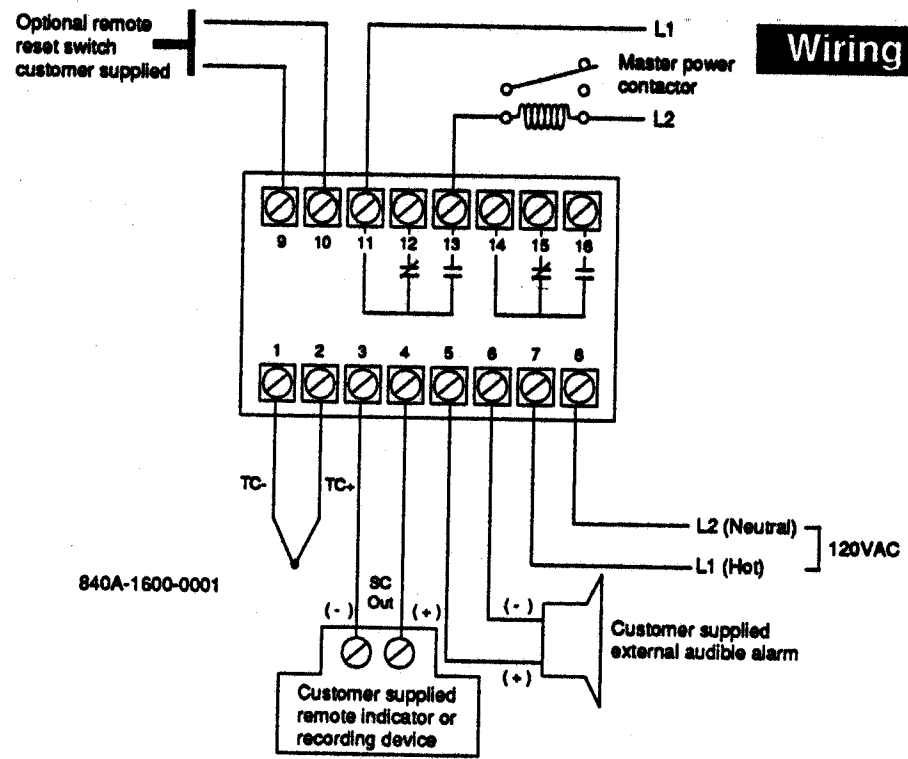 Optional remote
reset switch
customer supplied
L1
Wiring
Master power
contactor
L2
9 10 11 12 13 14 15 16
1 2 3 4 5 6 7 8
TC-
TC+
L2 (Neutral)
120VAC
L1 (Hot)
840A-1600-0001
SC
Out
(-)
(+)
(-)
(+)
Customer supplied
external audible alarm
Customer supplied
remote indicator or
recording device